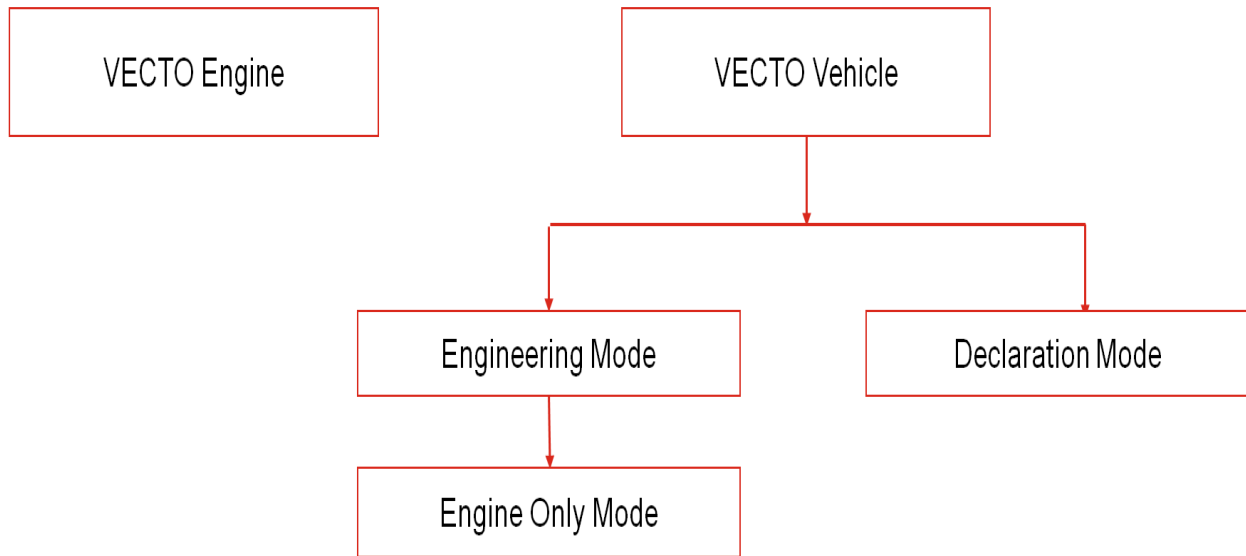 VECTO Engine
VECTO Vehicle
Engineering Mode
Declaration Mode
Engine Only Mode